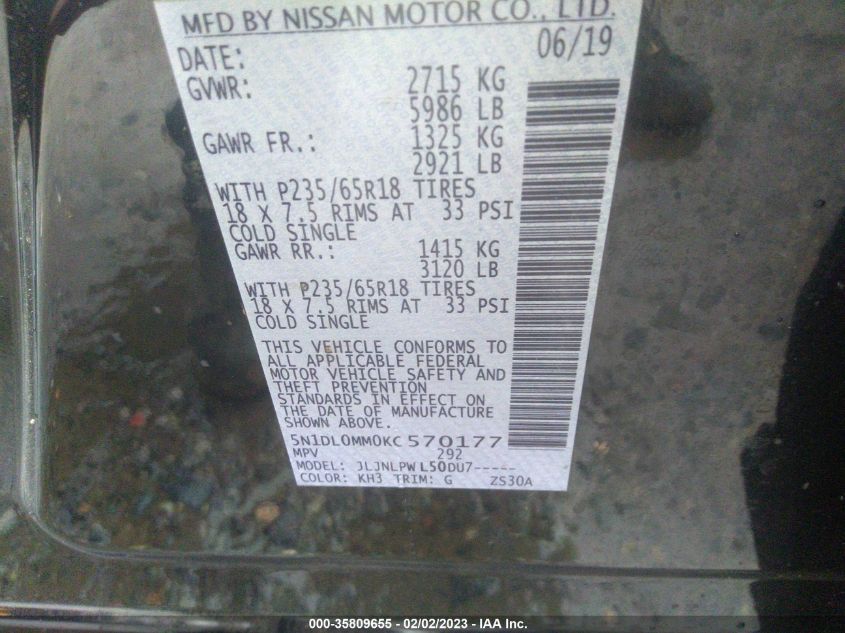 MFD BY NISSAN MOTOR CO., LTD.
DATE: 06/19
GVWR: 2715 KG
5986 LB
GAWR FR.: 1325 KG
2921 LB
WITH P235/65R18 TIRES
18 X 7.5 RIMS AT 33 PSI
COLD SINGLE
GAWR RR.: 1415 KG
3120 LB
WITH P235/65R18 TIRES
18 X 7.5 RIMS AT 33 PSI
COLD SINGLE
THIS VEHICLE CONFORMS TO
ALL APPLICABLE FEDERAL
MOTOR VEHICLE SAFETY AND
THEFT PREVENTION
STANDARDS IN EFFECT ON
THE DATE OF MANUFACTURE
SHOWN ABOVE.
5N1DL0MM0KC570177
MPV 292
MODEL: JLJNLPWL50DU7-----
COLOR: KH3 TRIM: G ZS30A
000-35809655 - 02/02/2023 - IAA Inc.